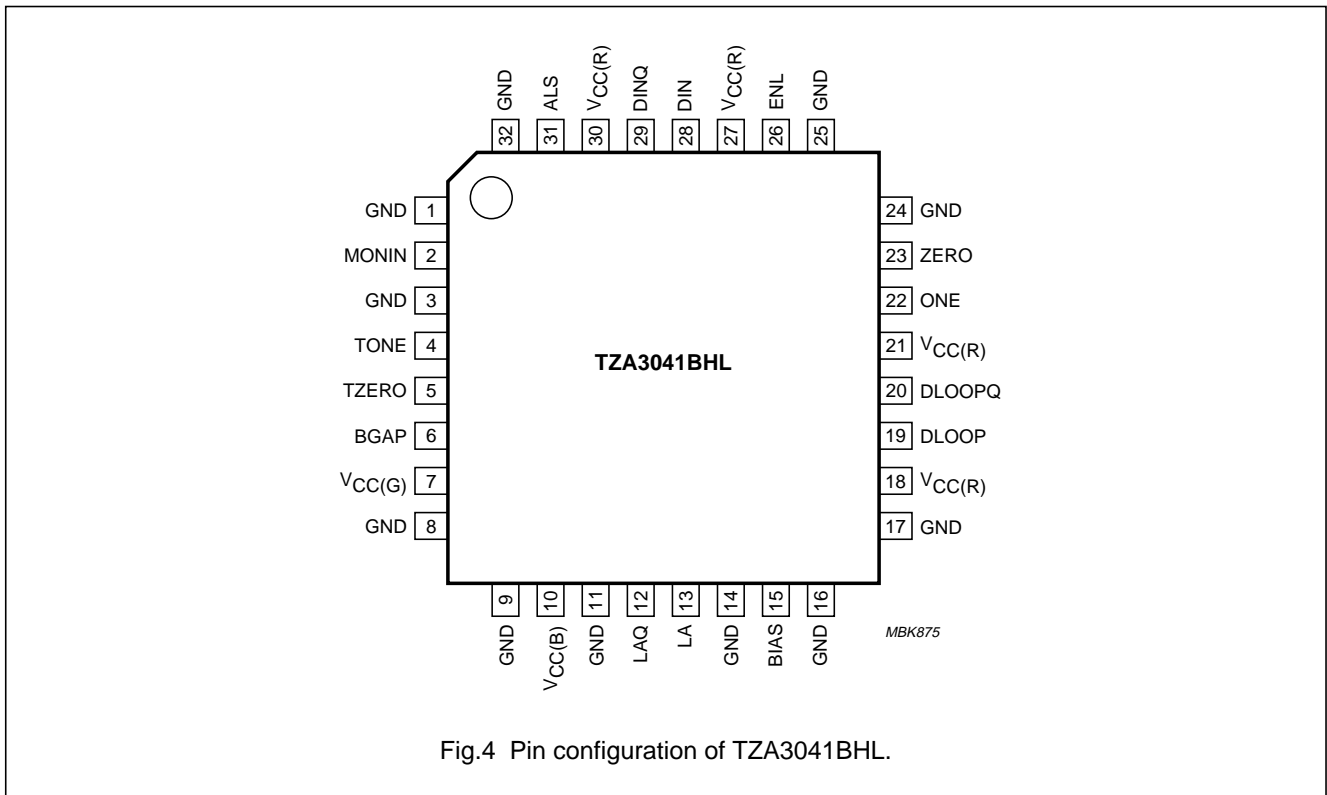 GND
ALS
VCC(R)
DINQ
DIN
VCC(R)
ENL
GND
32
31
30
29
28
27
26
25
GND 1
MONIN 2
GND 3
TONE 4
TZERO 5
BGAP 6
VCC(G) 7
GND 8
TZA3041BHL
24 GND
23 ZERO
22 ONE
21 VCC(R)
20 DLOOPQ
19 DLOOP
18 VCC(R)
17 GND
9
10
11
12
13
14
15
16
GND
VCC(B)
GND
LAQ
LA
GND
BIAS
GND
MBK875
Fig.4 Pin configuration of TZA3041BHL.